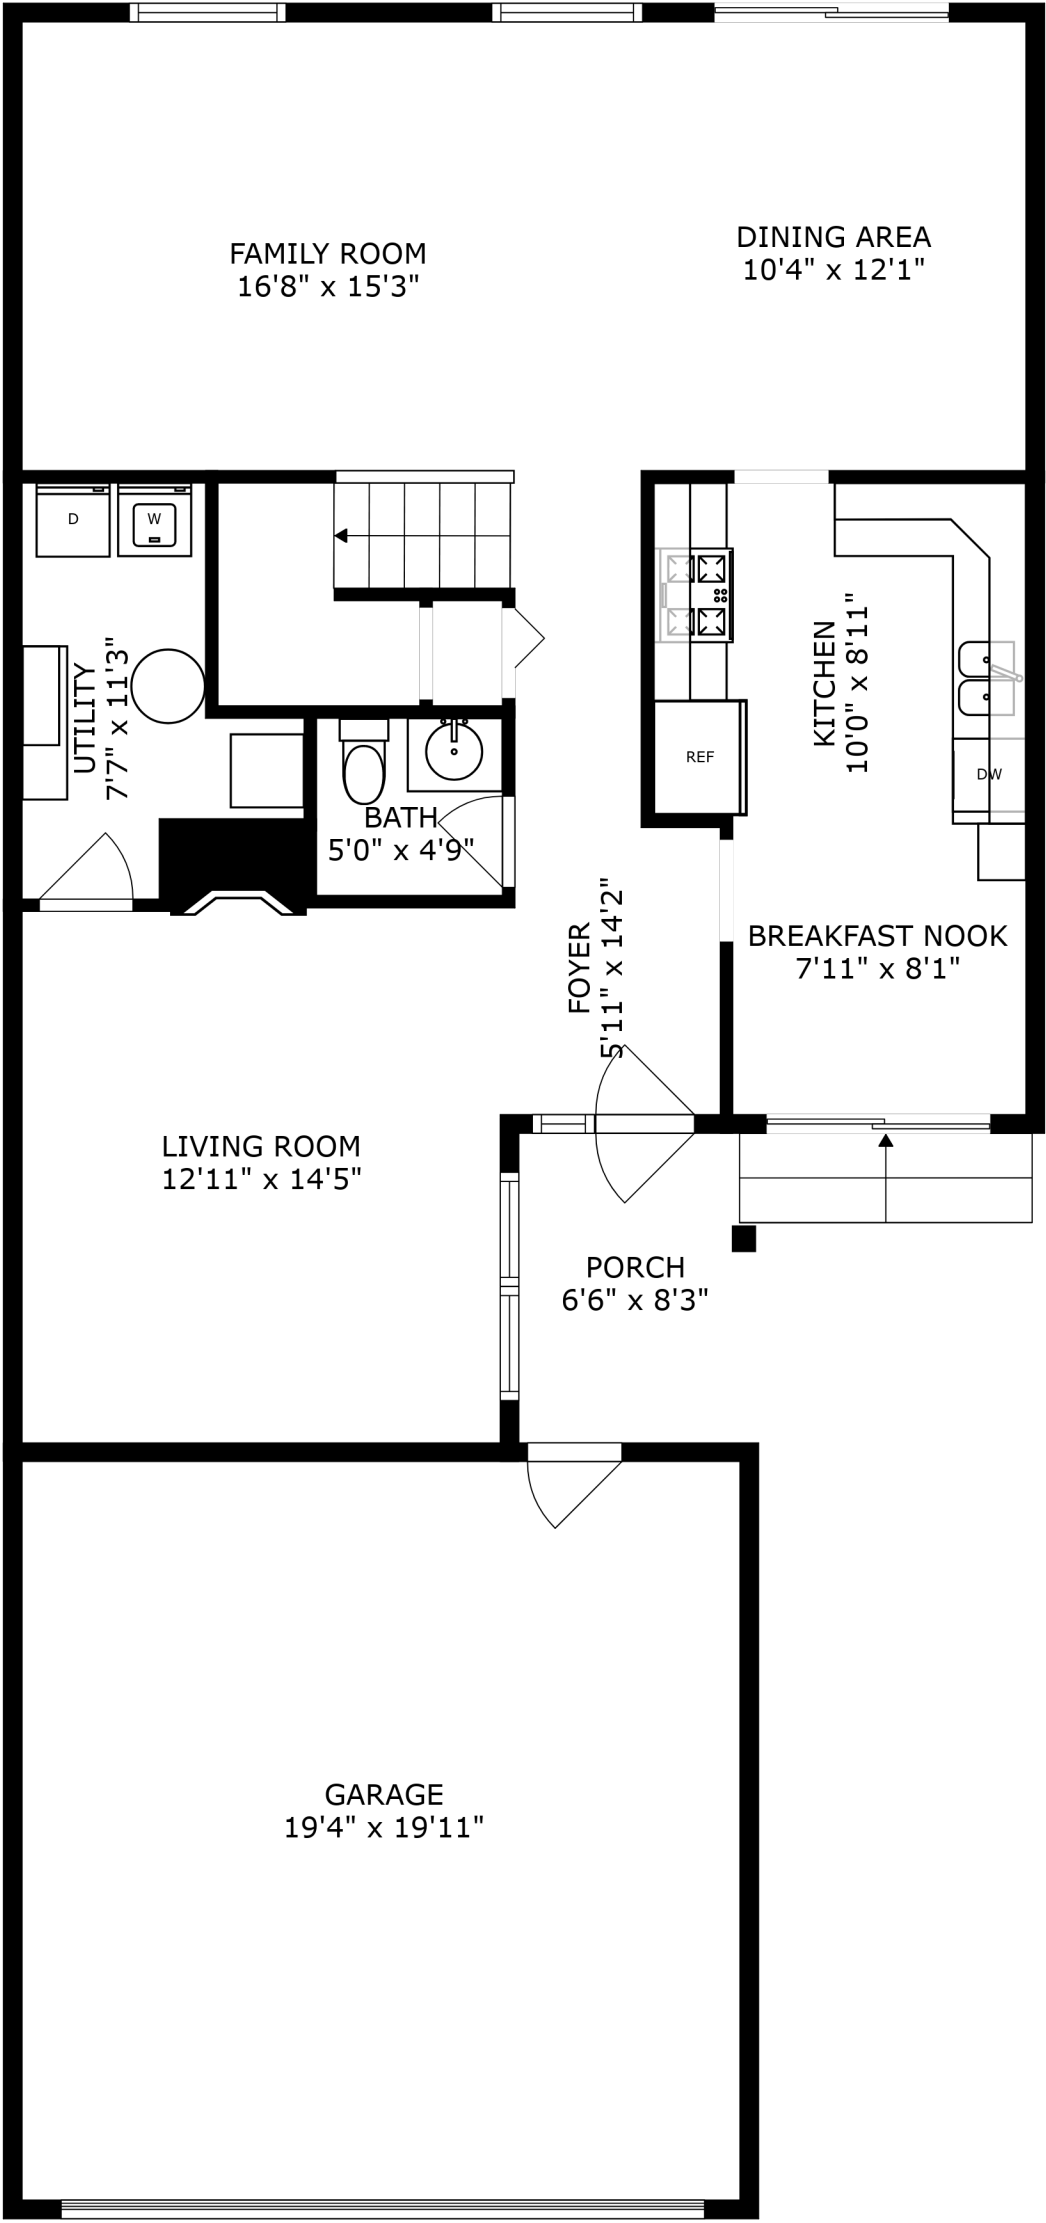 FAMILY ROOM
16'8" x 15'3"
DINING AREA
10'4" x 12'1"
D
W
UTILITY
7'7" x 11'3"
KITCHEN
10'0" x 8'11"
REF
DW
BATH
5'0" x 4'9"
FOYER
5'11" x 14'2"
BREAKFAST NOOK
7'11" x 8'1"
LIVING ROOM
12'11" x 14'5"
PORCH
6'6" x 8'3"
GARAGE
19'4" x 19'11"